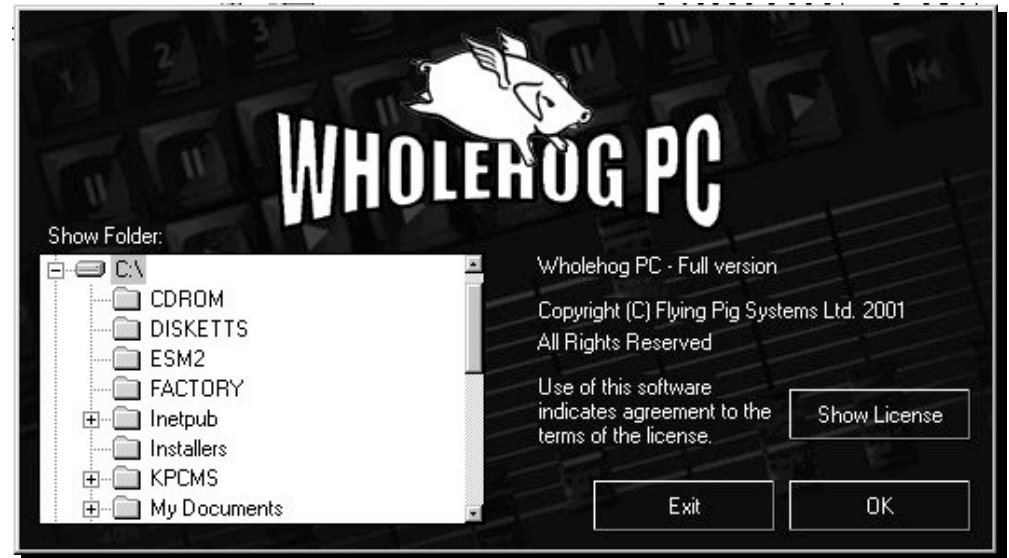 WHOLEHOG PC
Show Folder:
C:\
CDROM
DISKETTS
ESM2
FACTORY
Inetpub
Installers
KPCMS
My Documents
Wholehog PC - Full version
Copyright (C) Flying Pig Systems Ltd. 2001
All Rights Reserved
Use of this software
indicates agreement to the
terms of the license.
Show License
Exit
OK